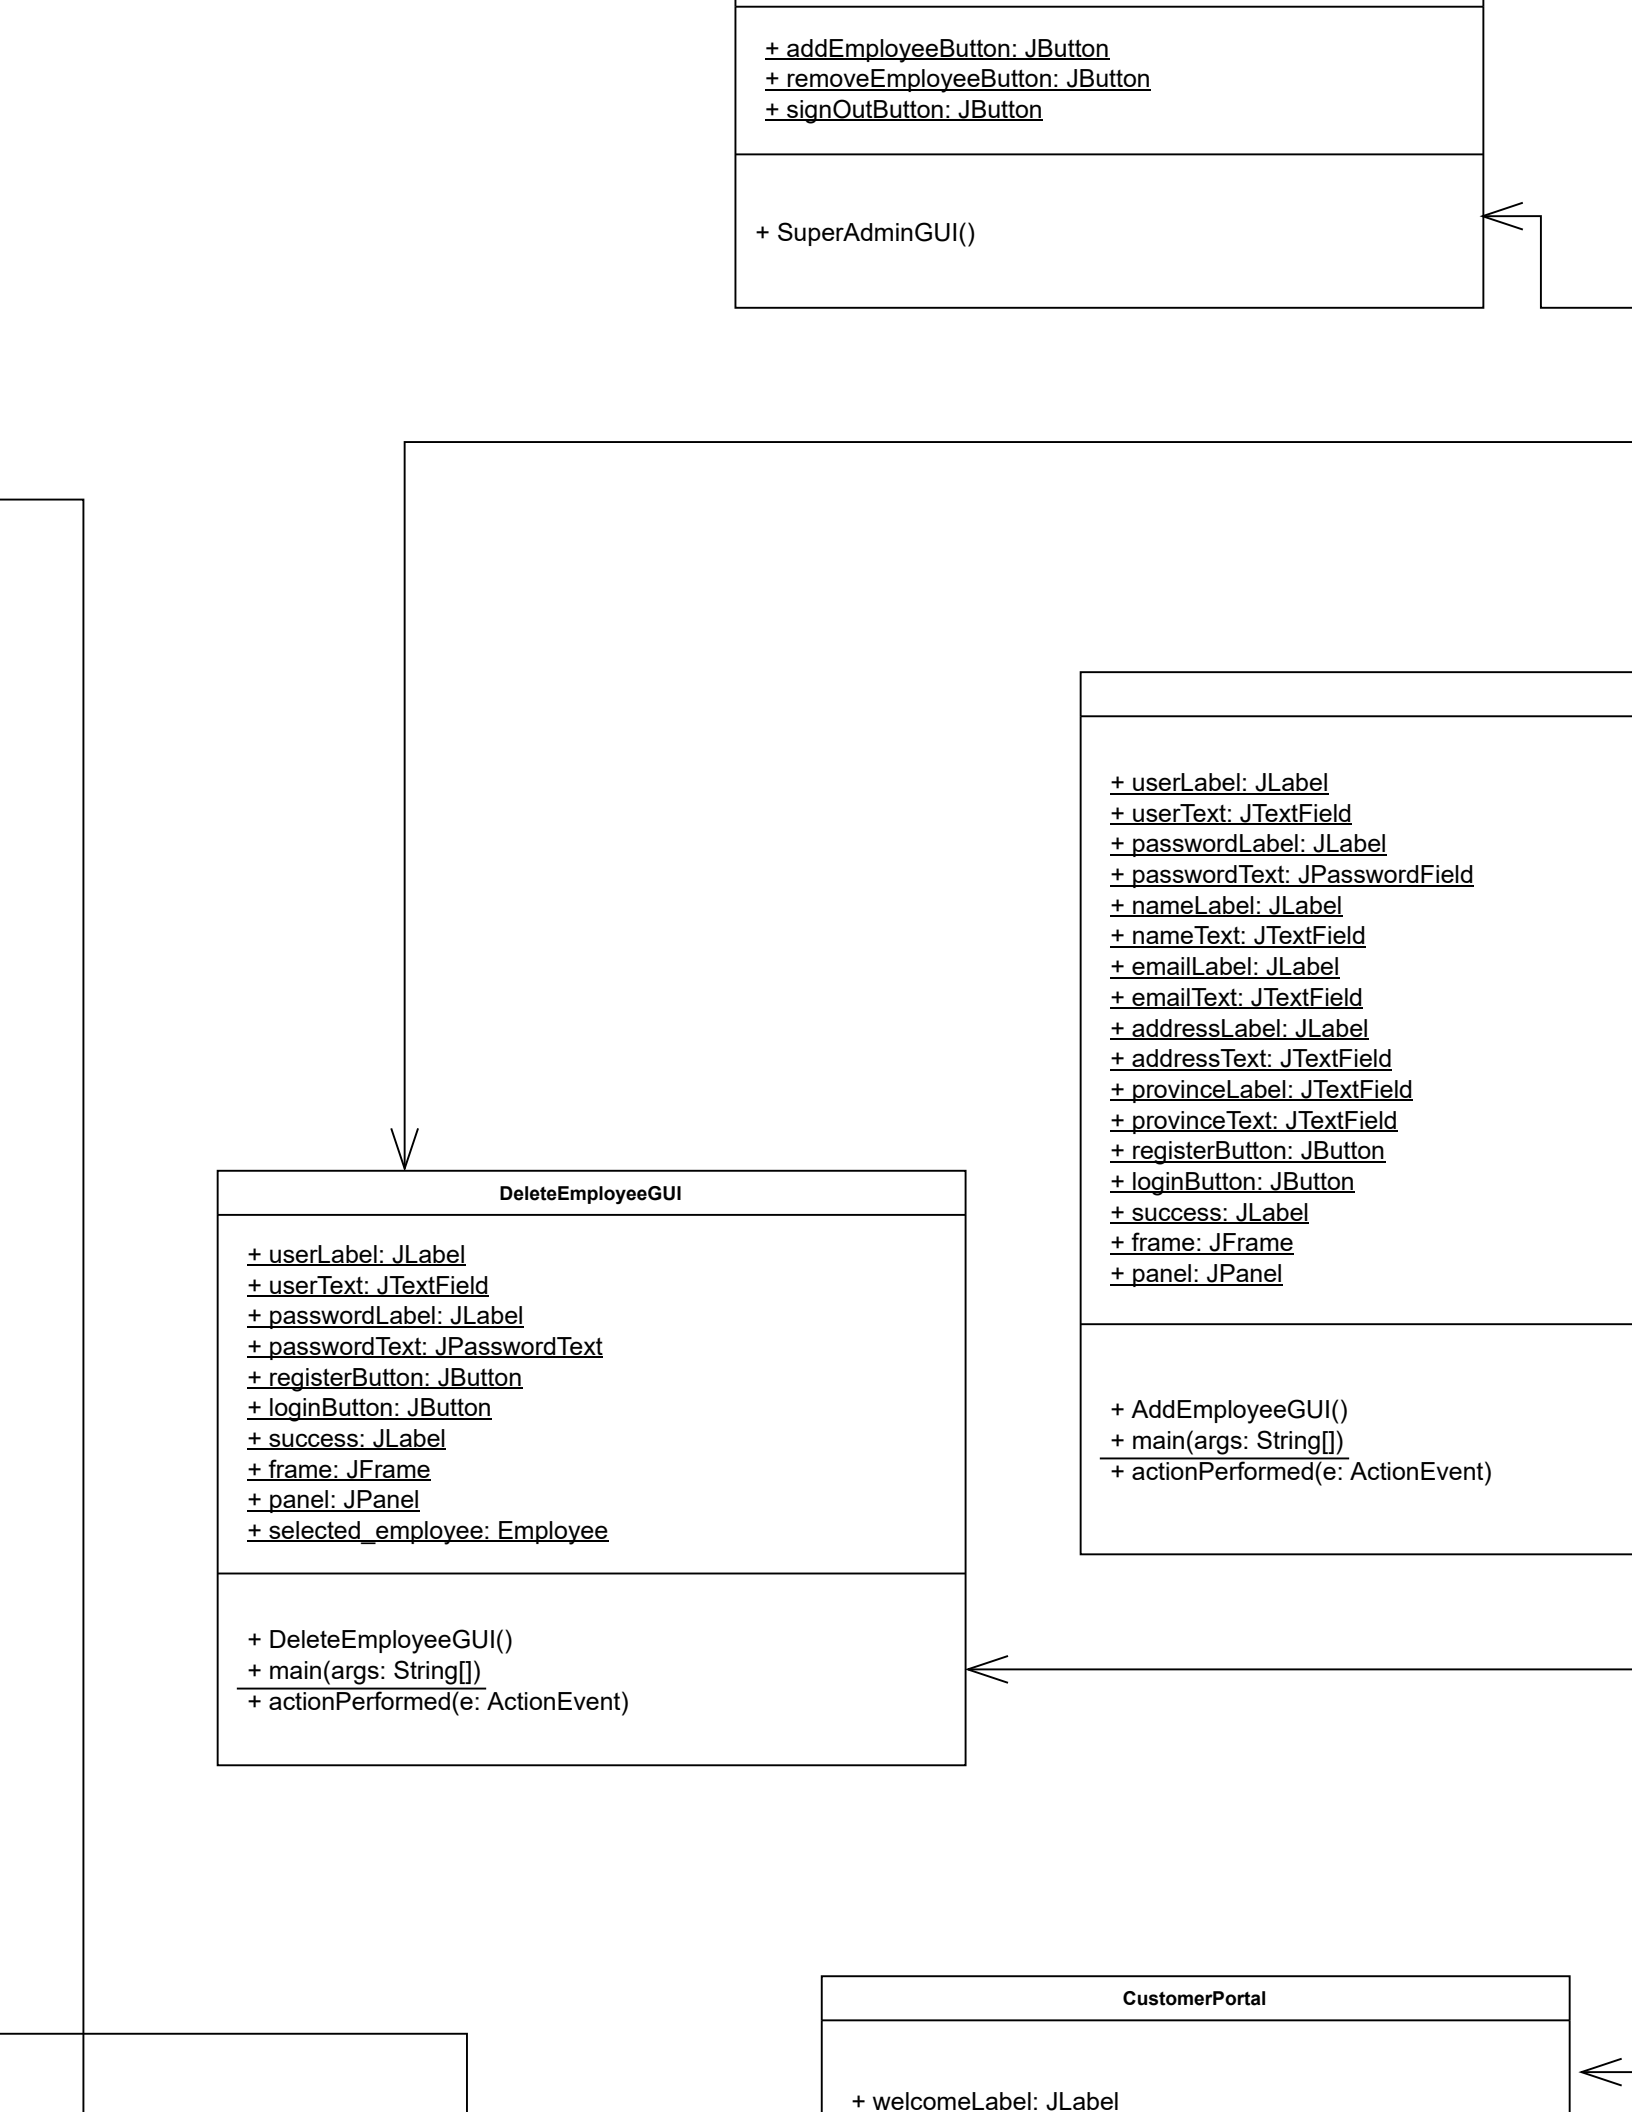 + addEmployeeButton: JButton
+ removeEmployeeButton: JButton
+ signOutButton: JButton
+ SuperAdminGUI()
+ userLabel: JLabel
+ userText: JTextField
+ passwordLabel: JLabel
+ passwordText: JPasswordField
+ nameLabel: JLabel
+ nameText: JTextField
+ emailLabel: JLabel
+ emailText: JTextField
+ addressLabel: JLabel
+ addressText: JTextField
+ provinceLabel: JTextField
+ provinceText: JTextField
+ registerButton: JButton
+ loginButton: JButton
+ success: JLabel
+ frame: JFrame
+ panel: JPanel
+ AddEmployeeGUI()
+ main(args: String[])
+ actionPerformed(e: ActionEvent)
DeleteEmployeeGUI
+ userLabel: JLabel
+ userText: JTextField
+ passwordLabel: JLabel
+ passwordText: JPasswordText
+ registerButton: JButton
+ loginButton: JButton
+ success: JLabel
+ frame: JFrame
+ panel: JPanel
+ selected_employee: Employee
+ DeleteEmployeeGUI()
+ main(args: String[])
+ actionPerformed(e: ActionEvent)
CustomerPortal
+ welcomeLabel: JLabel